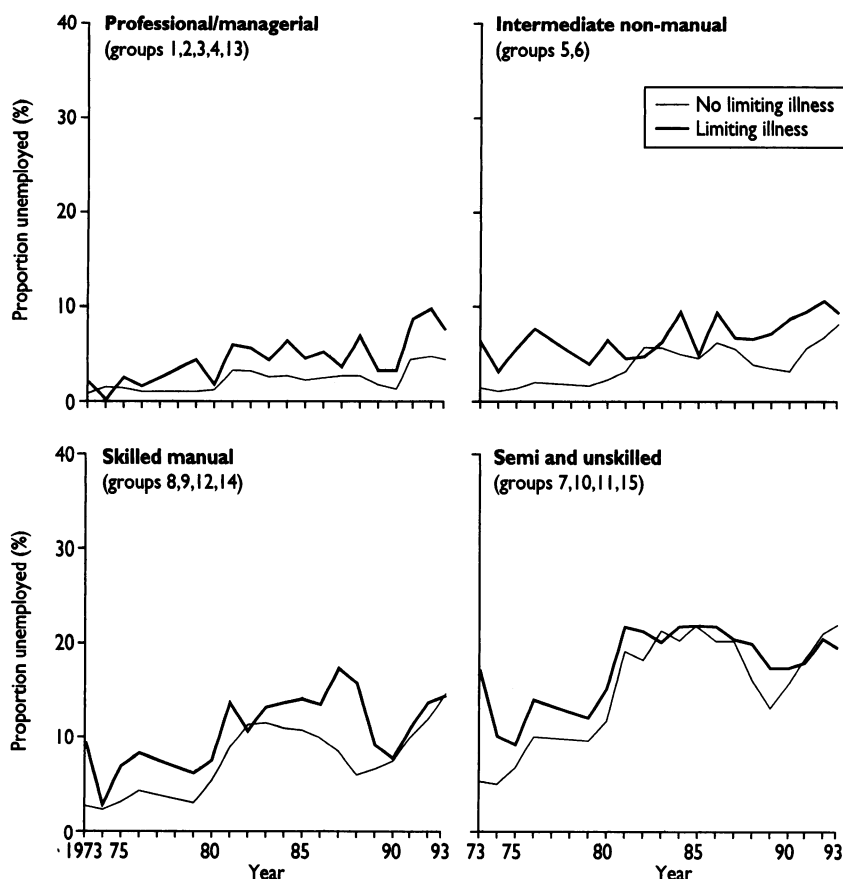 Professional/managerial
(groups 1,2,3,4,13)
Intermediate non-manual
(groups 5,6)
No limiting illness
Limiting illness
40
30
20
10
0
Proportion unemployed (%)
Skilled manual
(groups 8,9,12,14)
Semi and unskilled
(groups 7,10,11,15)
40
30
20
10
0
Proportion unemployed (%)
1973 75 80 85 90 93
Year
73 75 80 85 90 93
Year